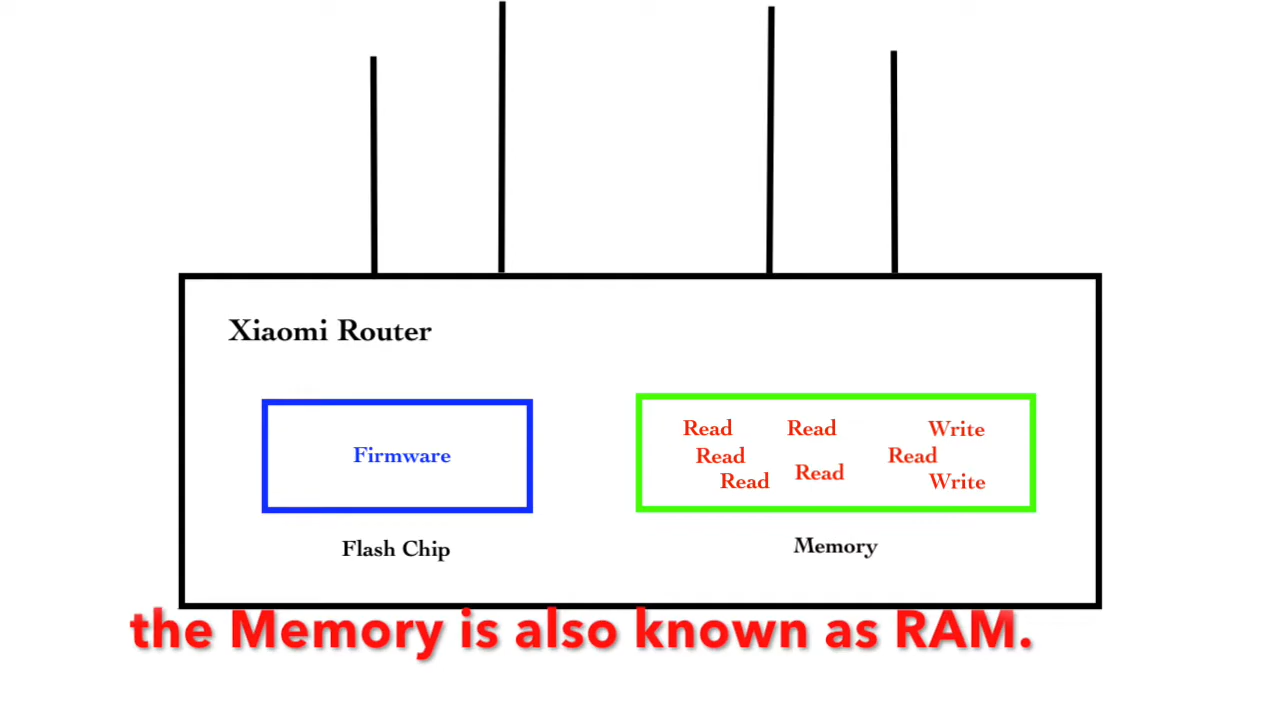 Xiaomi Router
Firmware
Flash Chip
Read Read Write
Read Read
Read Read Write
Memory
the Memory is also known as RAM.